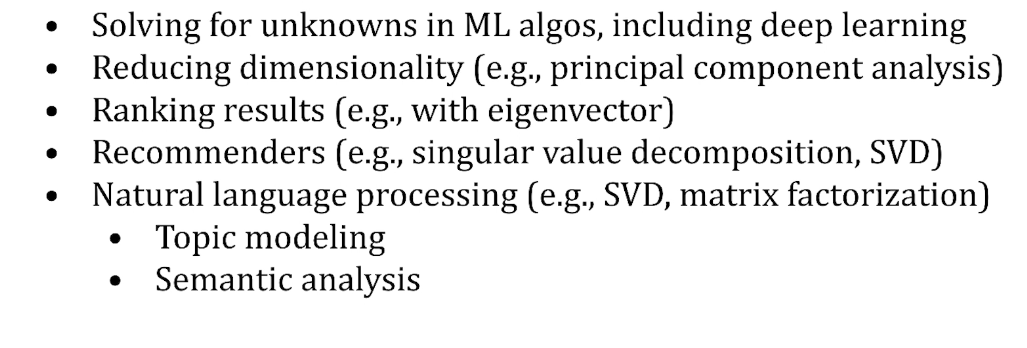 • Solving for unknowns in ML algos, including deep learning
• Reducing dimensionality (e.g., principal component analysis)
• Ranking results (e.g., with eigenvector)
• Recommenders (e.g., singular value decomposition, SVD)
• Natural language processing (e.g., SVD, matrix factorization)
• Topic modeling
• Semantic analysis